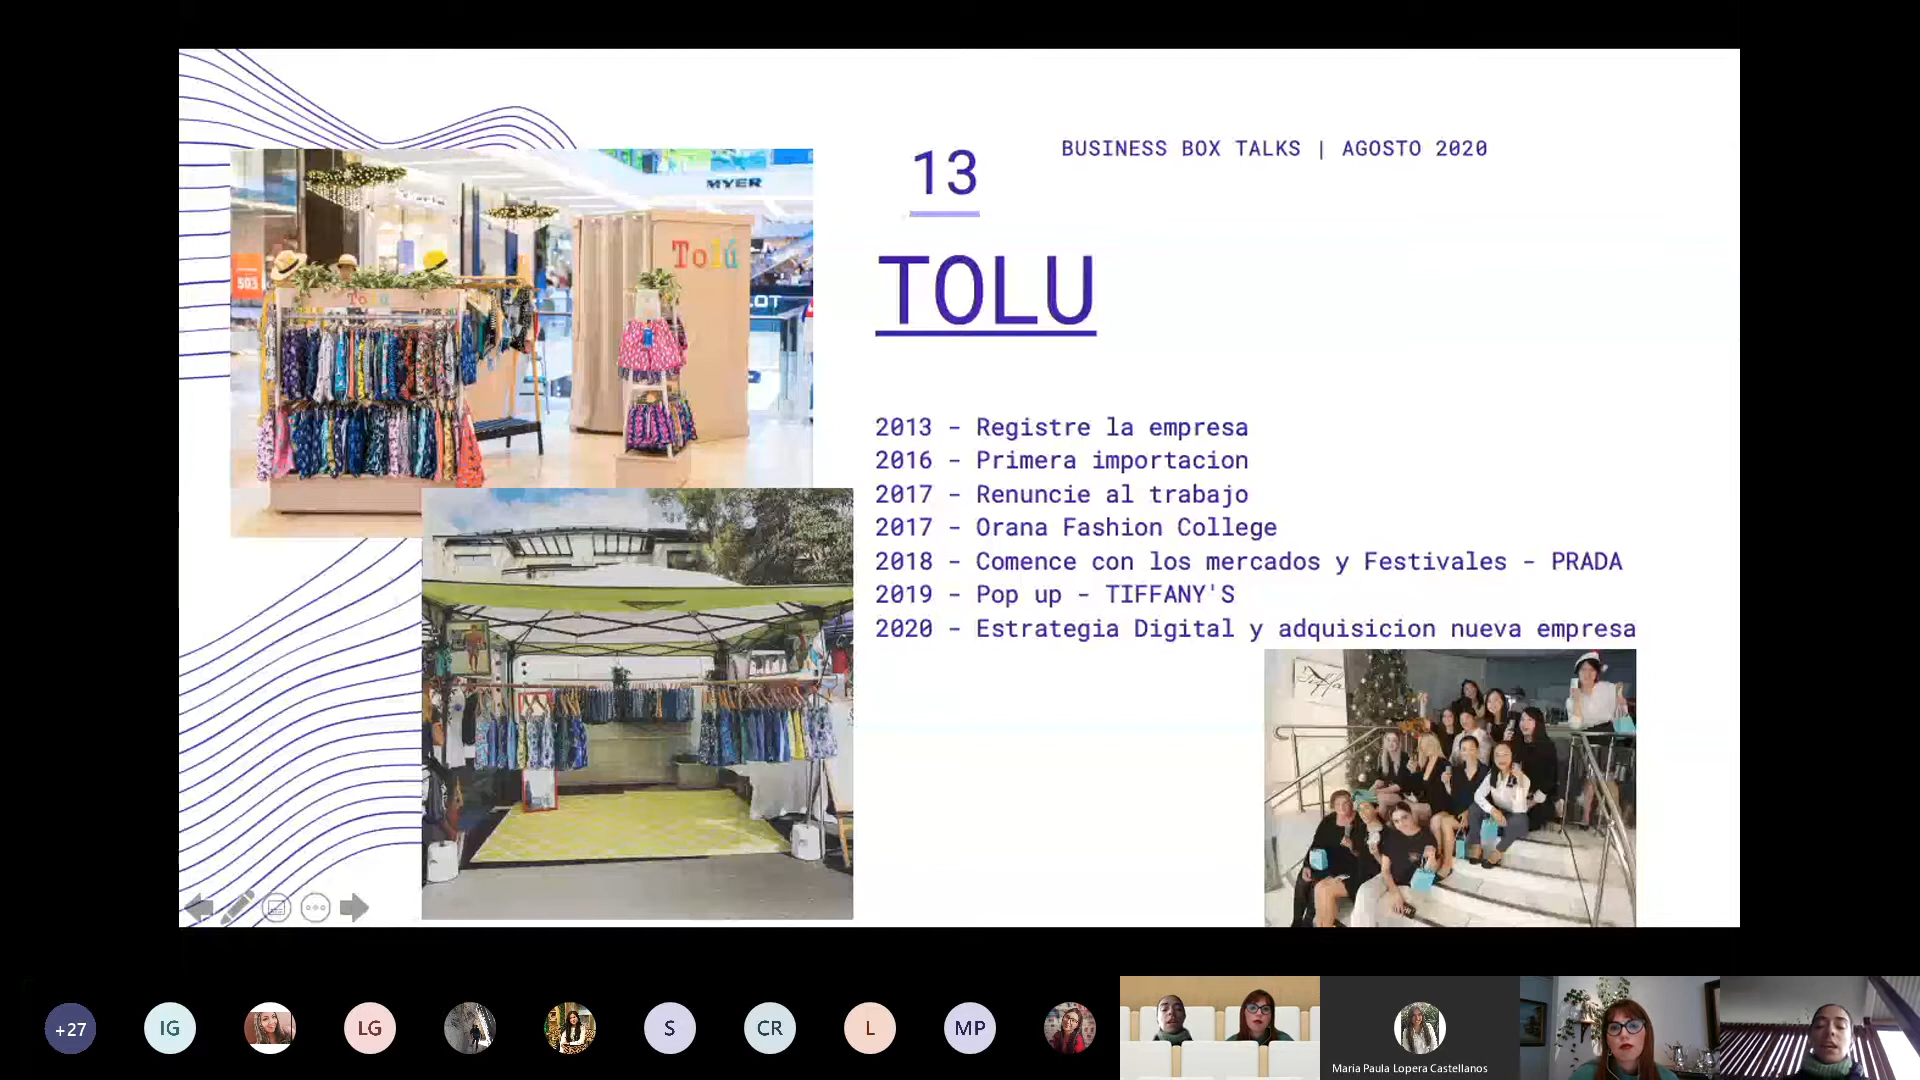 BUSINESS BOX TALKS | AGOSTO 2020
13
TOLU
MYER
Tolú
Tolú
503
2013 – Registre la empresa
2016 – Primera importacion
2017 – Renuncie al trabajo
2017 – Orana Fashion College
2018 – Comence con los mercados y Festivales – PRADA
2019 – Pop up – TIFFANY'S
2020 – Estrategia Digital y adquisicion nueva empresa
+27
IG
LG
S
CR
L
MP
Maria Paula Lopera Castellanos